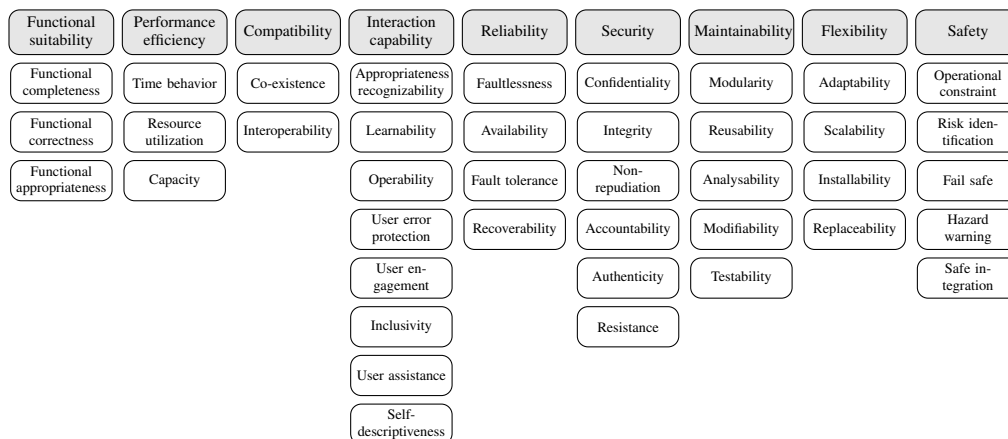 Functional
suitability
Performance
efficiency
Compatibility
Interaction
capability
Reliability
Security
Maintainability
Flexibility
Safety
Functional
completeness
Time behavior
Co-existence
Appropriateness
recognizability
Faultlessness
Confidentiality
Modularity
Adaptability
Operational
constraint
Functional
correctness
Resource
utilization
Interoperability
Learnability
Availability
Integrity
Reusability
Scalability
Risk iden-
tification
Functional
appropriateness
Capacity
Operability
Fault tolerance
Non-
repudiation
Analysability
Installability
Fail safe
User error
protection
Recoverability
Accountability
Modifiability
Replaceability
Hazard
warning
User en-
gagement
Authenticity
Testability
Safe in-
tegration
Inclusivity
Resistance
User assistance
Self-
descriptiveness